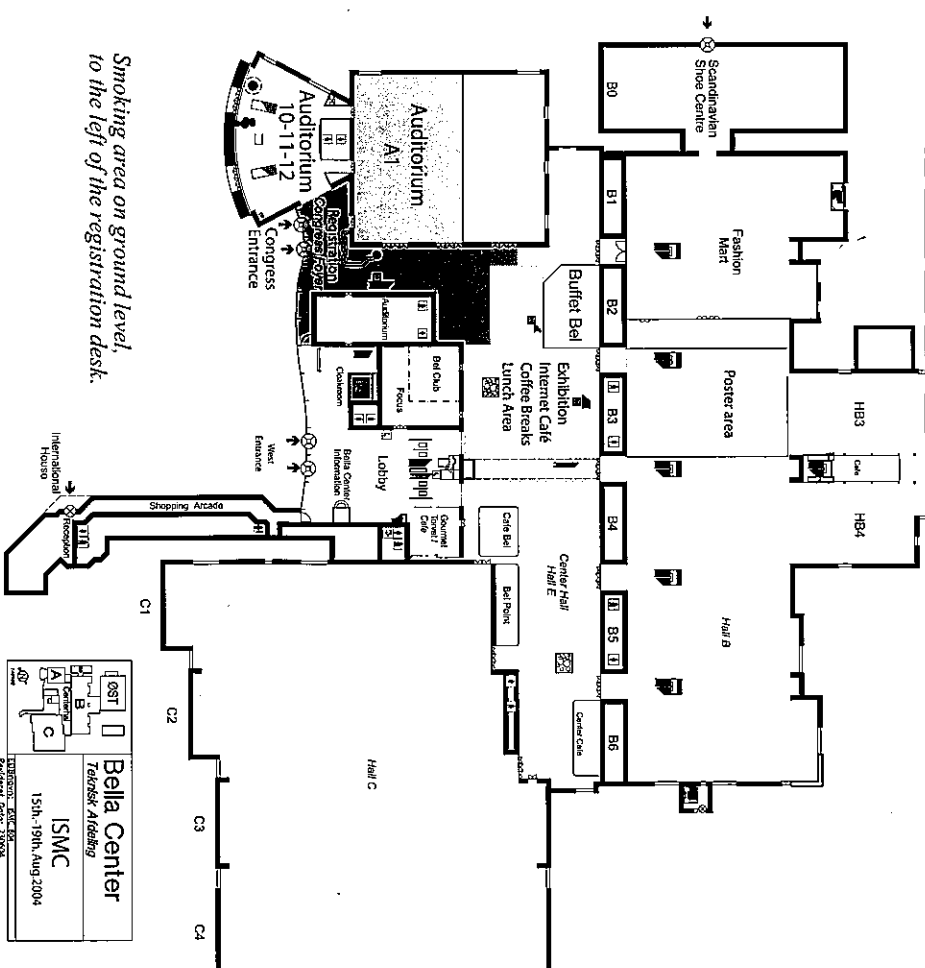 Scandinavian
Shoe Centre
B0
B1
B2
B3
B4
B5
B6
Fashion
Mart
Poster area
HB3
Cafe
HB4
Hall B
Auditorium
A1
Auditorium
10-11-12
Registration
Congress Foyer
Congress
Entrance
Buffet Bel
Exhibition
Internet Café
Coffee Breaks
Lunch Area
Auditorium
Bel Club
Focus
Cloakroom
Lobby
West
Entrance
Bella Center
Information
Gourmet
Cafe
Cafe Bel
Bel Point
Center Hall
Hall E
Center Cafe
Shopping Arcade
International
House
Reception
Hall C
C1
C2
C3
C4
Smoking area on ground level,
to the left of the registration desk.
ØST
A
B
C
Centerhal
Bella Center
Teknisk Afdeling
ISMC
15th.-19th. Aug. 2004